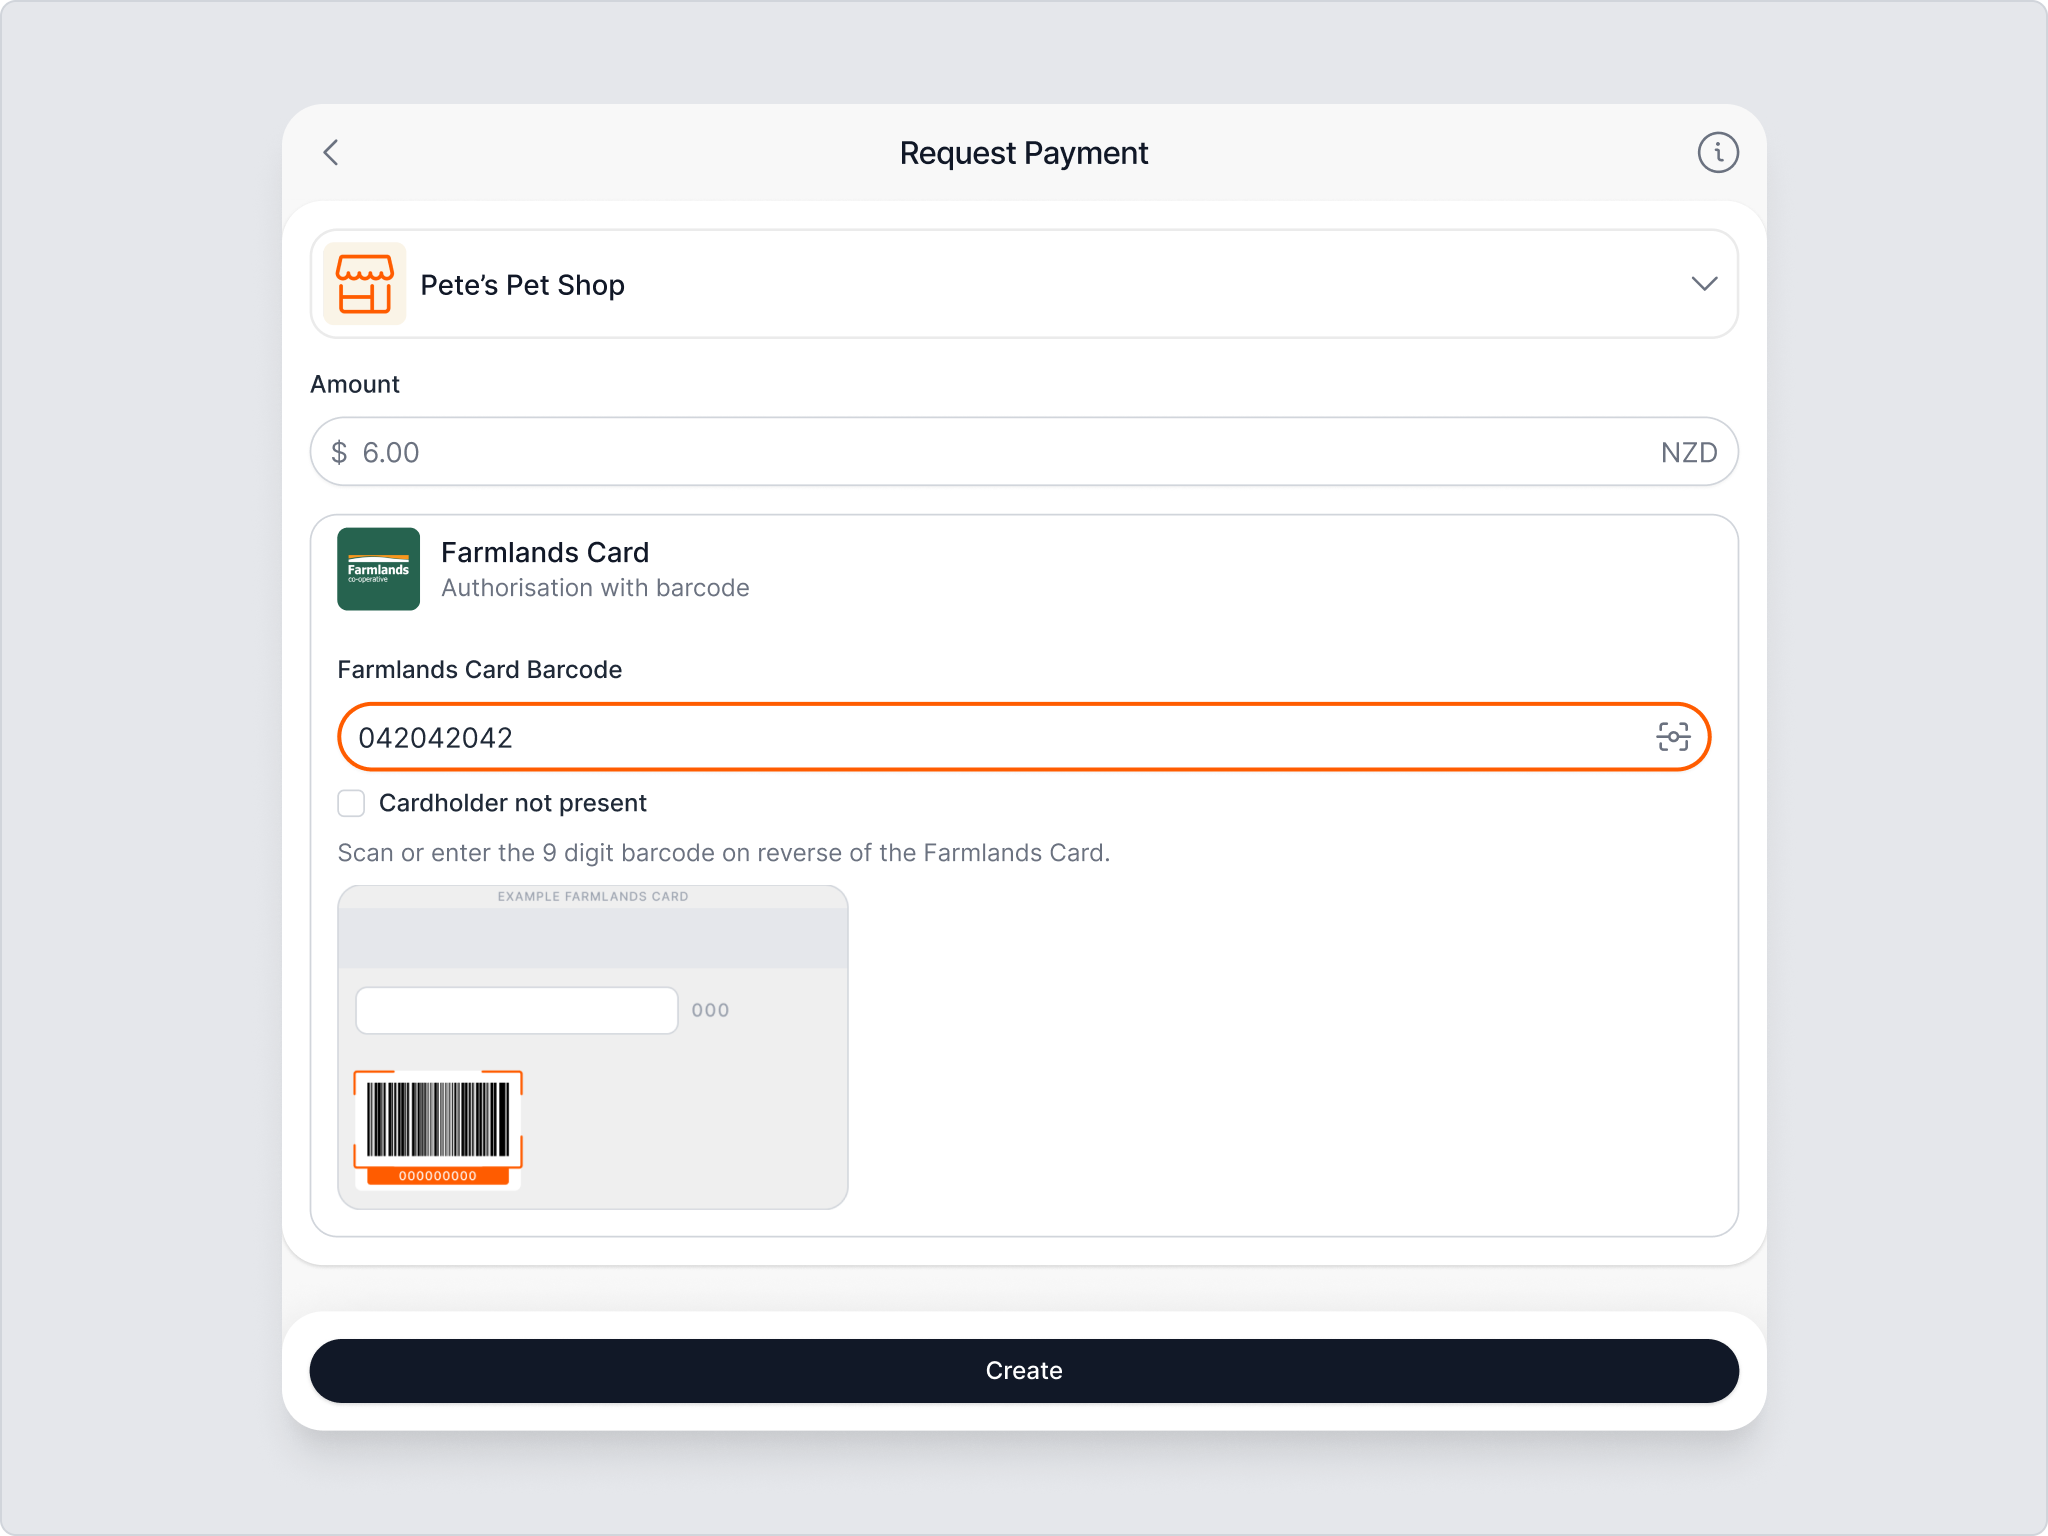 Request Payment
Pete’s Pet Shop
Amount
$ 6.00 NZD
Farmlands
co-operative
Farmlands Card
Authorisation with barcode
Farmlands Card Barcode
042042042
Cardholder not present
Scan or enter the 9 digit barcode on reverse of the Farmlands Card.
EXAMPLE FARMLANDS CARD
000
000000000
Create